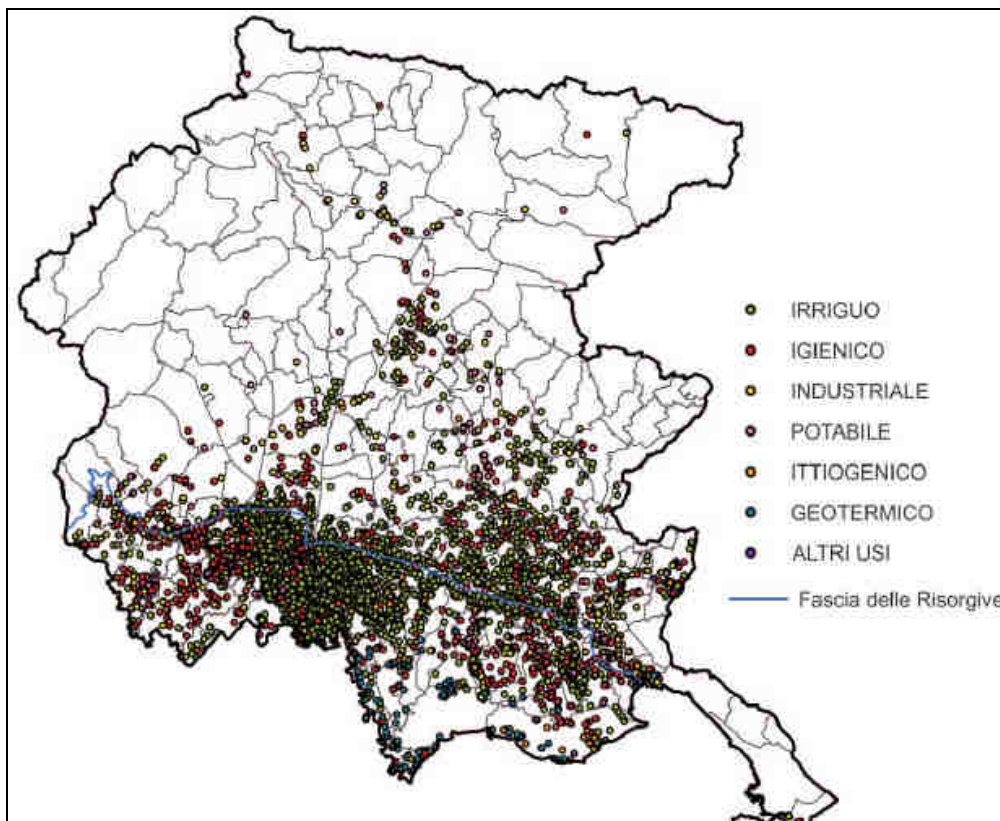 IRRIGUO
IGIENICO
INDUSTRIALE
POTABILE
ITTIOGENICO
GEOTERMICO
ALTRI USI
Fascia delle Risorgive